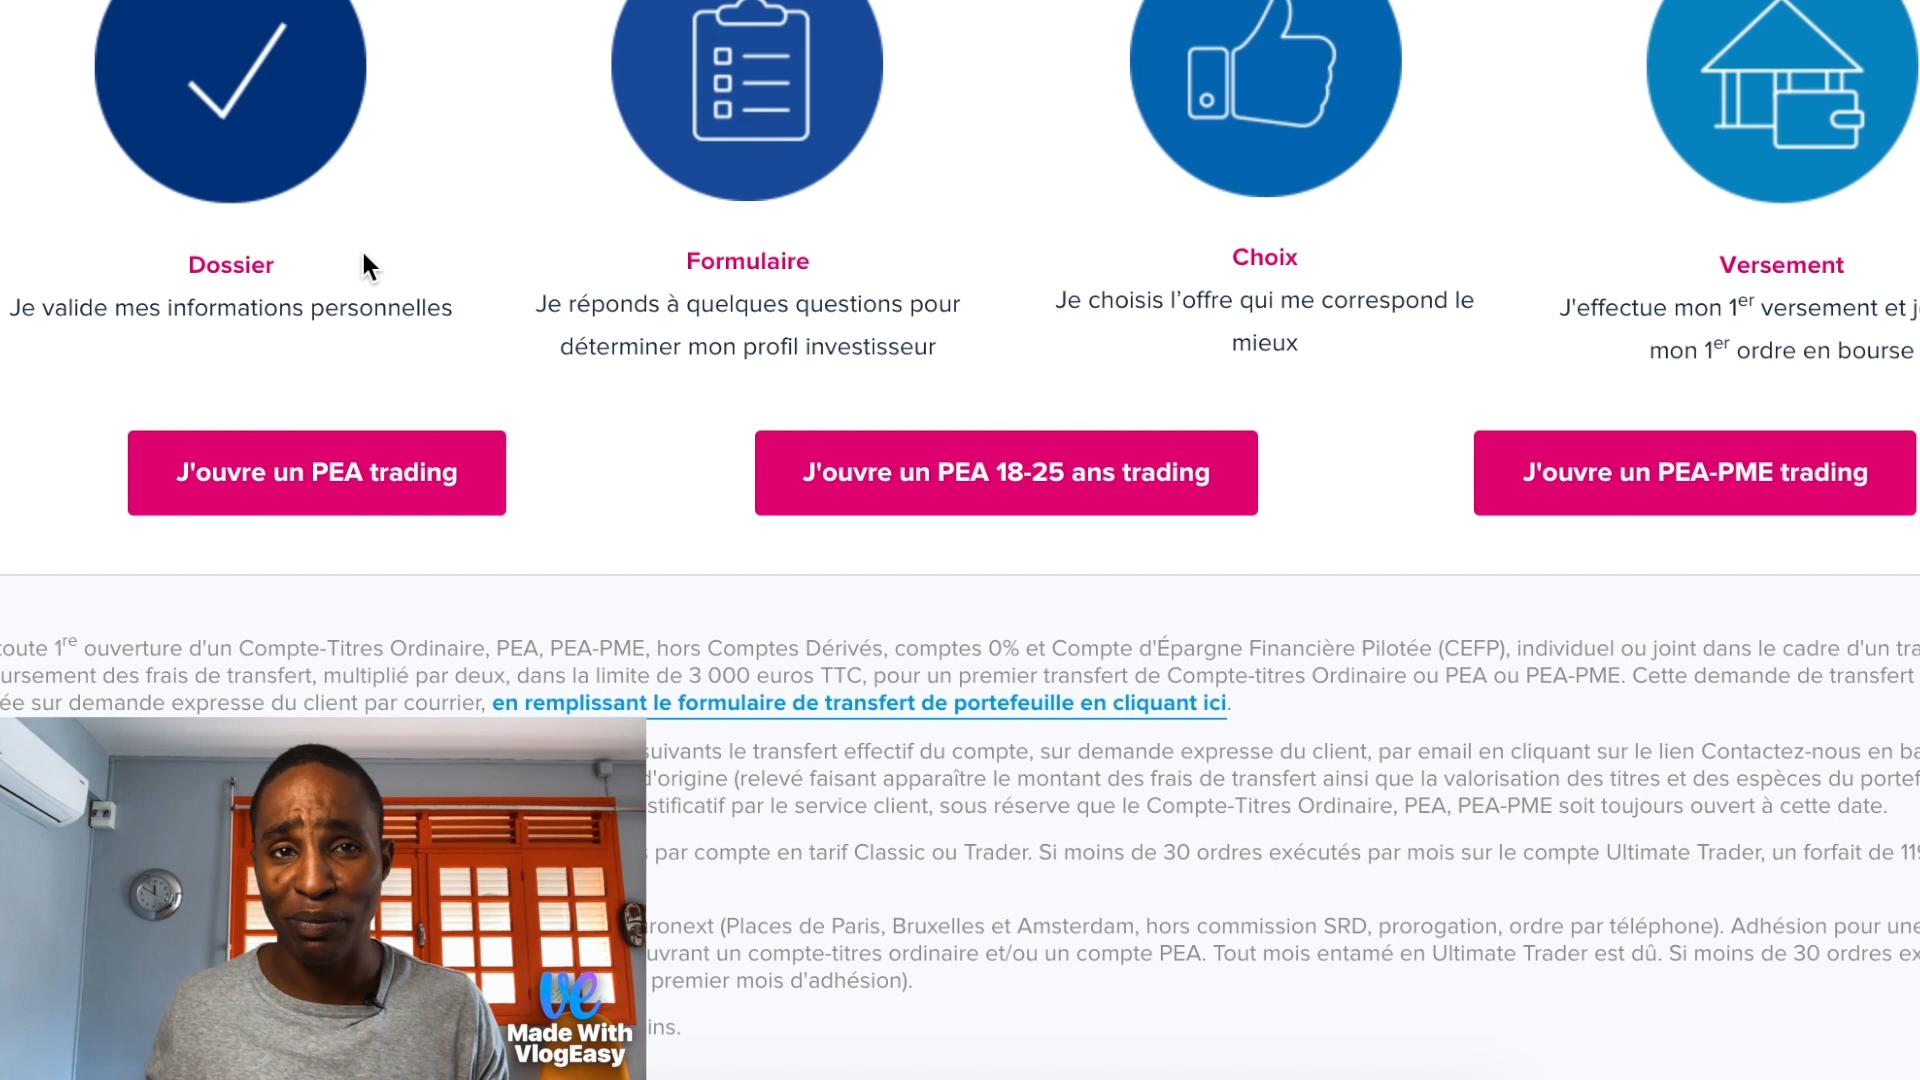 Dossier
Formulaire
Choix
Versement
Je valide mes informations personnelles
Je réponds à quelques questions pour
déterminer mon profil investisseur
Je choisis l’offre qui me correspond le
mieux
J'effectue mon 1er versement et
mon 1er ordre en bourse
J'ouvre un PEA trading
J'ouvre un PEA 18-25 ans trading
J'ouvre un PEA-PME trading
1re ouverture d'un Compte-Titres Ordinaire, PEA, PEA-PME, hors Comptes Dérivés, comptes 0% et Compte d'Épargne Financière Pilotée (CEFP), individuel ou joint dans le cadre d'un
des frais de transfert, multiplié par deux, dans la limite de 3 000 euros TTC, pour un premier transfert de Compte-titres Ordinaire ou PEA ou PEA-PME. Cette demande de transfert
sur demande expresse du client par courrier, en remplissant le formulaire de transfert de portefeuille en cliquant ici.
suivants le transfert effectif du compte, sur demande expresse du client, par email en cliquant sur le lien Contactez-nous en
d'origine (relevé faisant apparaître le montant des frais de transfert ainsi que la valorisation des titres et des espèces du
par le service client, sous réserve que le Compte-Titres Ordinaire, PEA, PEA-PME soit toujours ouvert à cette date.
par compte en tarif Classic ou Trader. Si moins de 30 ordres exécutés par mois sur le compte Ultimate Trader, un forfait de
(Places de Paris, Bruxelles et Amsterdam, hors commission SRD, prorogation, ordre par téléphone). Adhésion pour une
un compte-titres ordinaire et/ou un compte PEA. Tout mois entamé en Ultimate Trader est dû. Si moins de 30 ordres
premier mois d'adhésion).
ve
Made With
VlogEasy